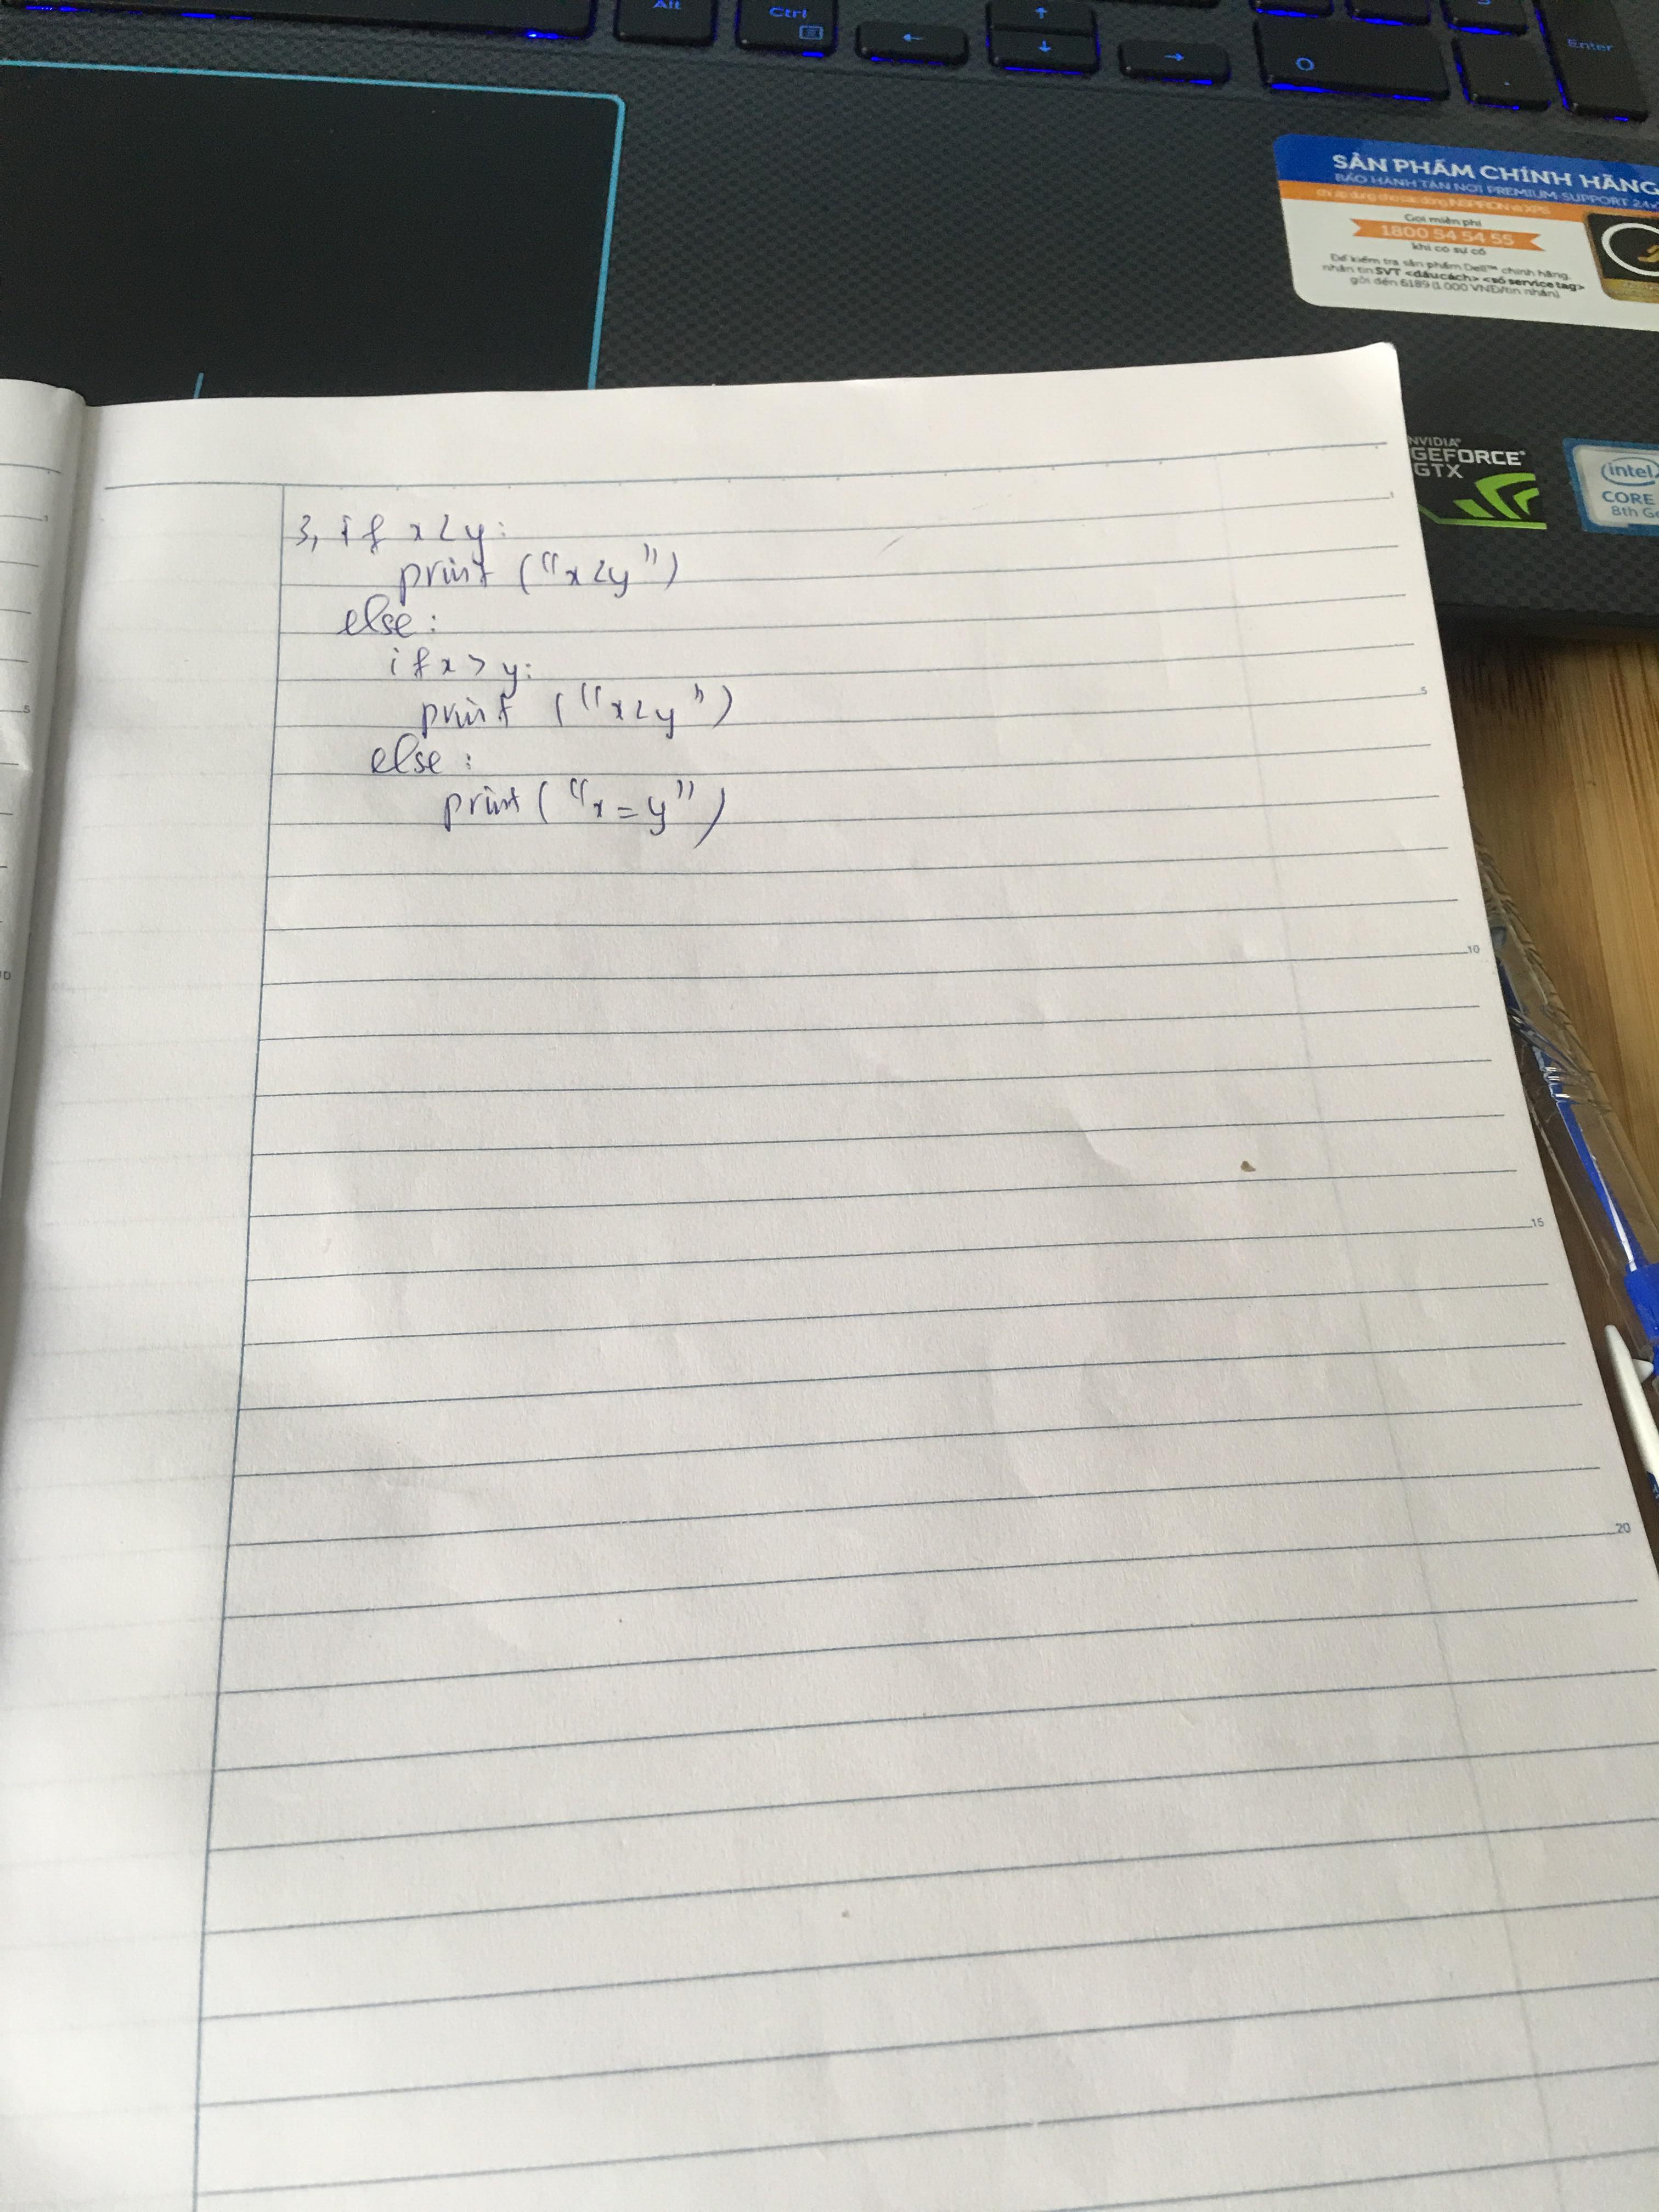 Alt
Ctrl
← ↑ ↓ →
0
.
Enter
SẢN PHẨM CHÍNH HÃNG
BẢO HÀNH TẬN NƠI PREMIUM SUPPORT 24x
chỉ áp dụng cho các dòng INSPIRON và XPS
Gọi miễn phí
1800 54 54 55
khi có sự cố
Để kiểm tra sản phẩm Dell™ chính hãng,
nhắn tin SVT <dấu cách> <số service tag>
gởi đến 6189 (1.000 VNĐ/tin nhắn)
NVIDIA
GEFORCE
GTX
intel
CORE
8th Ge
3, if x<y:
print ("x<y")
else:
if x > y:
print ("x<y")
else:
print ("x = y")
1
5
10
15
20